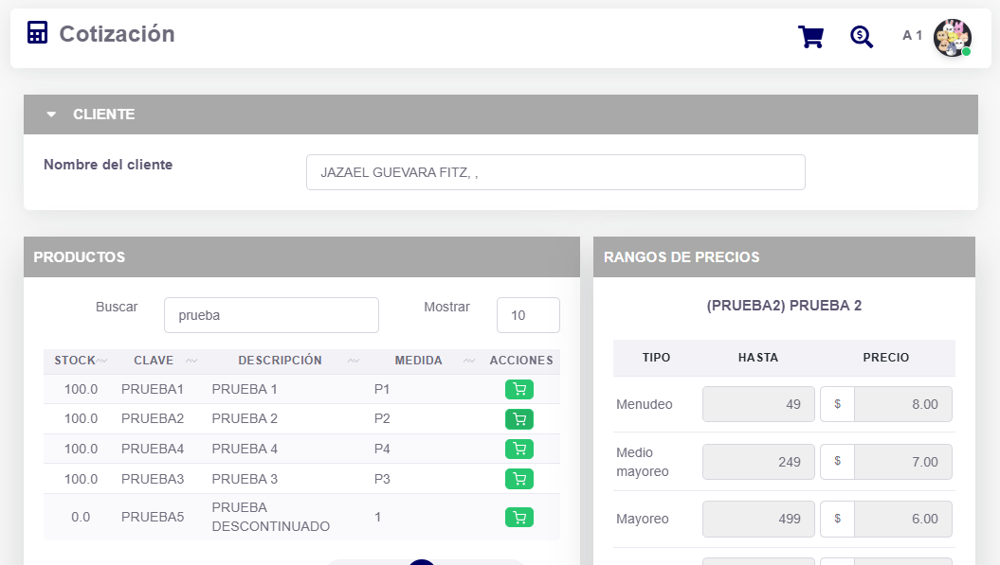 Cotización
A 1
CLIENTE
Nombre del cliente
JAZAEL GUEVARA FITZ, ,
PRODUCTOS
Buscar prueba Mostrar 10
STOCK CLAVE DESCRIPCIÓN MEDIDA ACCIONES
100.0 PRUEBA1 PRUEBA 1 P1
100.0 PRUEBA2 PRUEBA 2 P2
100.0 PRUEBA4 PRUEBA 4 P4
100.0 PRUEBA3 PRUEBA 3 P3
0.0 PRUEBA5 PRUEBA DESCONTINUADO 1
RANGOS DE PRECIOS
(PRUEBA2) PRUEBA 2
TIPO HASTA PRECIO
Menudeo 49 $ 8.00
Medio mayoreo 249 $ 7.00
Mayoreo 499 $ 6.00